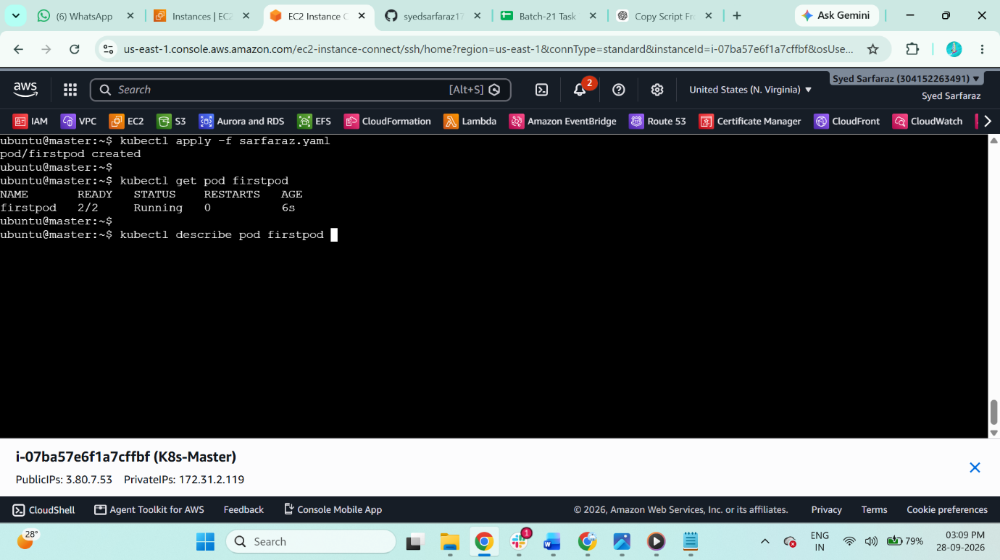 (6) WhatsApp
Instances | EC2
EC2 Instance C
syedsarfaraz17
Batch-21 Task
Copy Script Fro
Ask Gemini
us-east-1.console.aws.amazon.com/ec2-instance-connect/ssh/home?region=us-east-1&connType=standard&instanceId=i-07ba57e6f1a7cffbf&osUse...
aws
Search
[Alt+S]
2
United States (N. Virginia)
Syed Sarfaraz (304152263491)
Syed Sarfaraz
IAM
VPC
EC2
S3
Aurora and RDS
EFS
CloudFormation
Lambda
Amazon EventBridge
Route 53
Certificate Manager
CloudFront
CloudWatch
ubuntu@master:~$ kubectl apply -f sarfaraz.yaml
pod/firstpod created
ubuntu@master:~$
ubuntu@master:~$ kubectl get pod firstpod
NAME READY STATUS RESTARTS AGE
firstpod 2/2 Running 0 6s
ubuntu@master:~$
ubuntu@master:~$ kubectl describe pod firstpod
i-07ba57e6f1a7cffbf (K8s-Master)
PublicIPs: 3.80.7.53 PrivateIPs: 172.31.2.119
CloudShell
Agent Toolkit for AWS
Feedback
Console Mobile App
© 2026, Amazon Web Services, Inc. or its affiliates.
Privacy
Terms
Cookie preferences
28°
Search
1
W
ENG
IN
79%
03:09 PM
28-09-2026